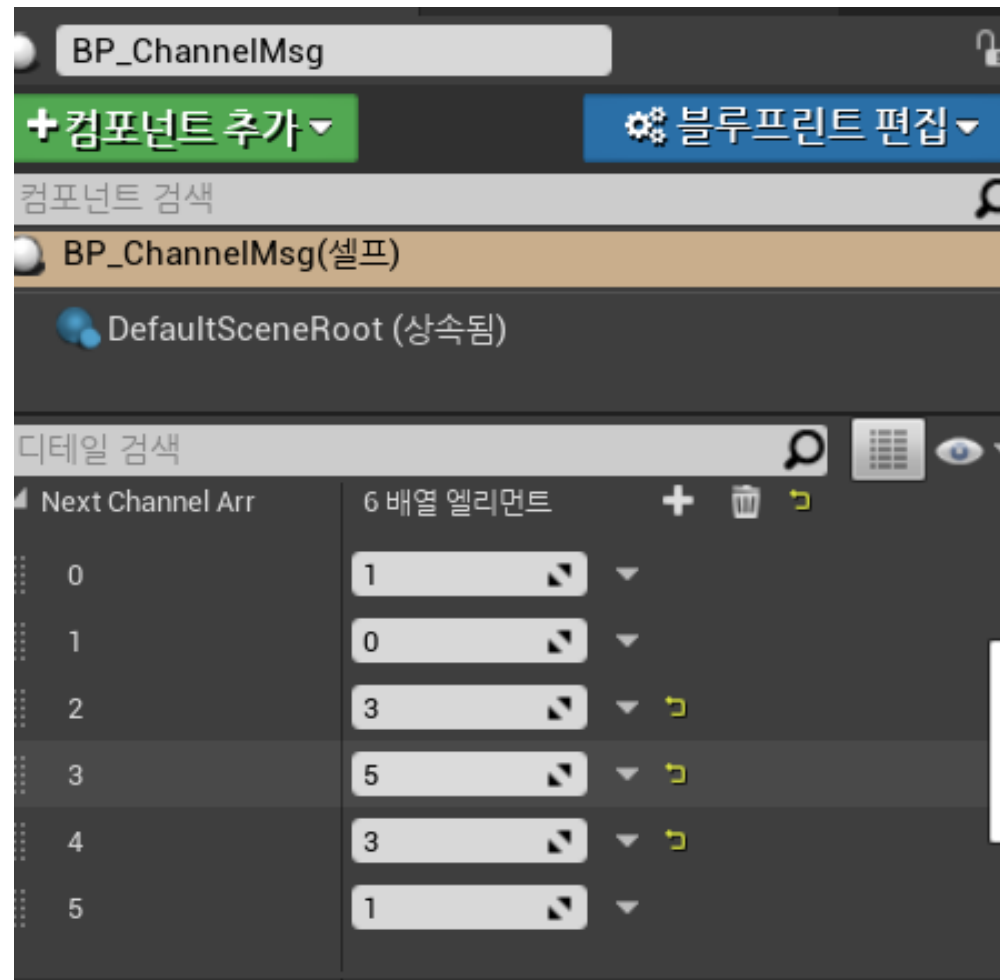 BP_ChannelMsg
+컴포넌트 추가 블루프린트 편집
컴포넌트 검색
BP_ChannelMsg(셀프)
DefaultSceneRoot (상속됨)
디테일 검색
Next Channel Arr 6 배열 엘리먼트
0 1
1 0
2 3
3 5
4 3
5 1